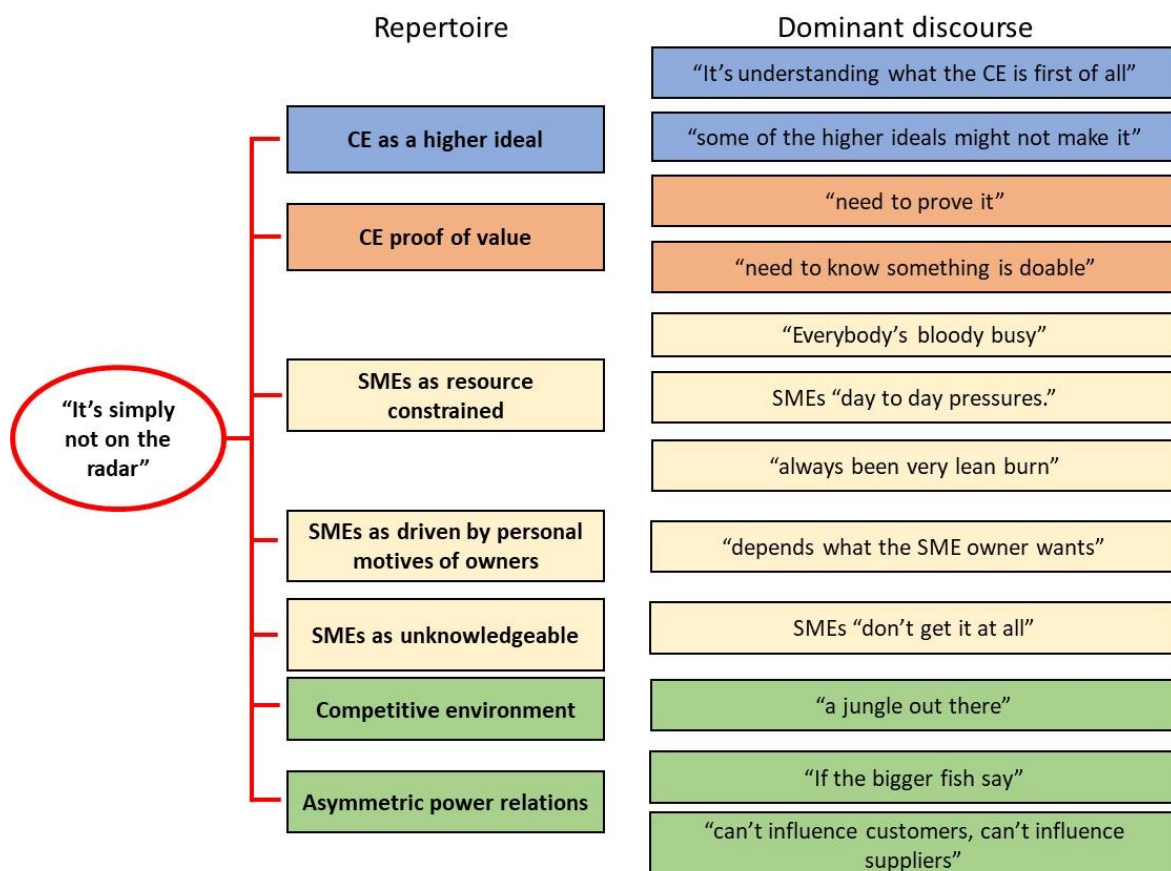 Repertoire
Dominant discourse
“It’s simply
not on the
radar”
CE as a higher ideal
“It’s understanding what the CE is first of all”
“some of the higher ideals might not make it”
CE proof of value
“need to prove it”
“need to know something is doable”
SMEs as resource
constrained
“Everybody’s bloody busy”
SMEs “day to day pressures.”
“always been very lean burn”
SMEs as driven by personal
motives of owners
“depends what the SME owner wants”
SMEs as unknowledgeable
SMEs “don’t get it at all”
Competitive environment
“a jungle out there”
Asymmetric power relations
“If the bigger fish say”
“can’t influence customers, can’t influence
suppliers”